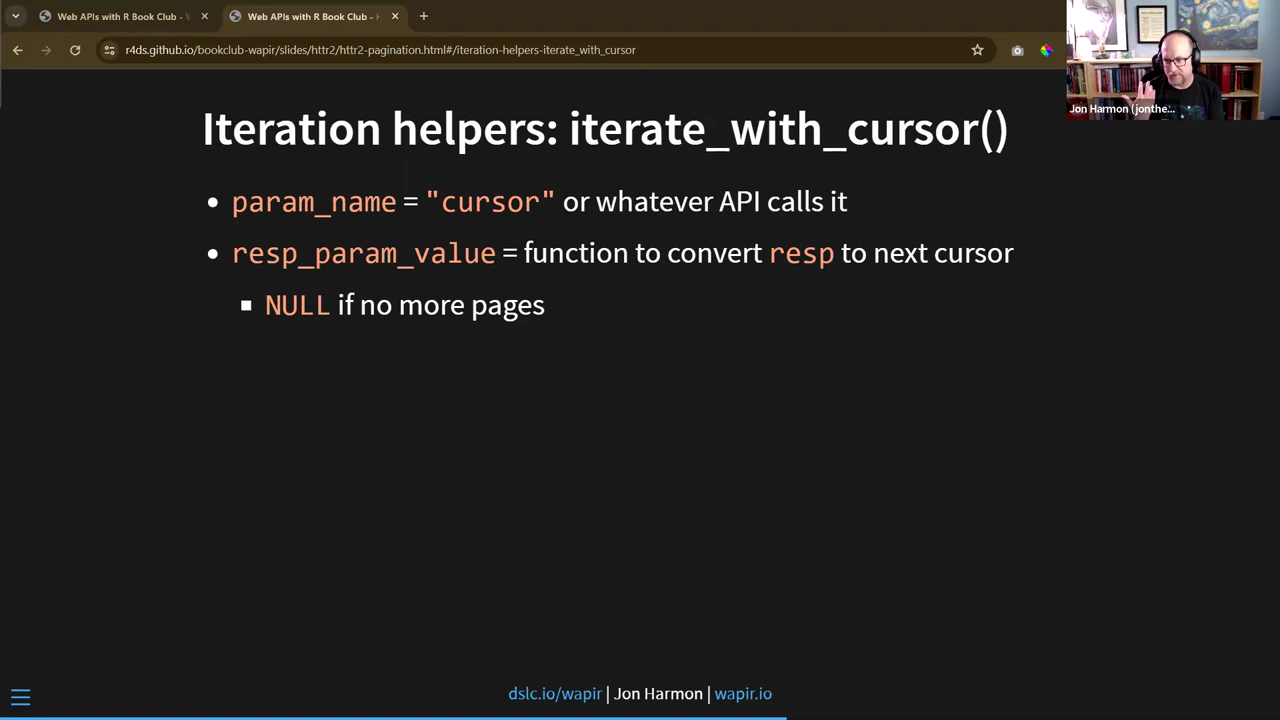 Web APIs with R Book Club - V
Web APIs with R Book Club - H
r4ds.github.io/bookclub-wapir/slides/httr2/httr2-pagination.html#/iteration-helpers-iterate_with_cursor
Jon Harmon (jonthe...
Iteration helpers: iterate_with_cursor()
• param_name = "cursor" or whatever API calls it
• resp_param_value = function to convert resp to next cursor
▪ NULL if no more pages
dslc.io/wapir | Jon Harmon | wapir.io